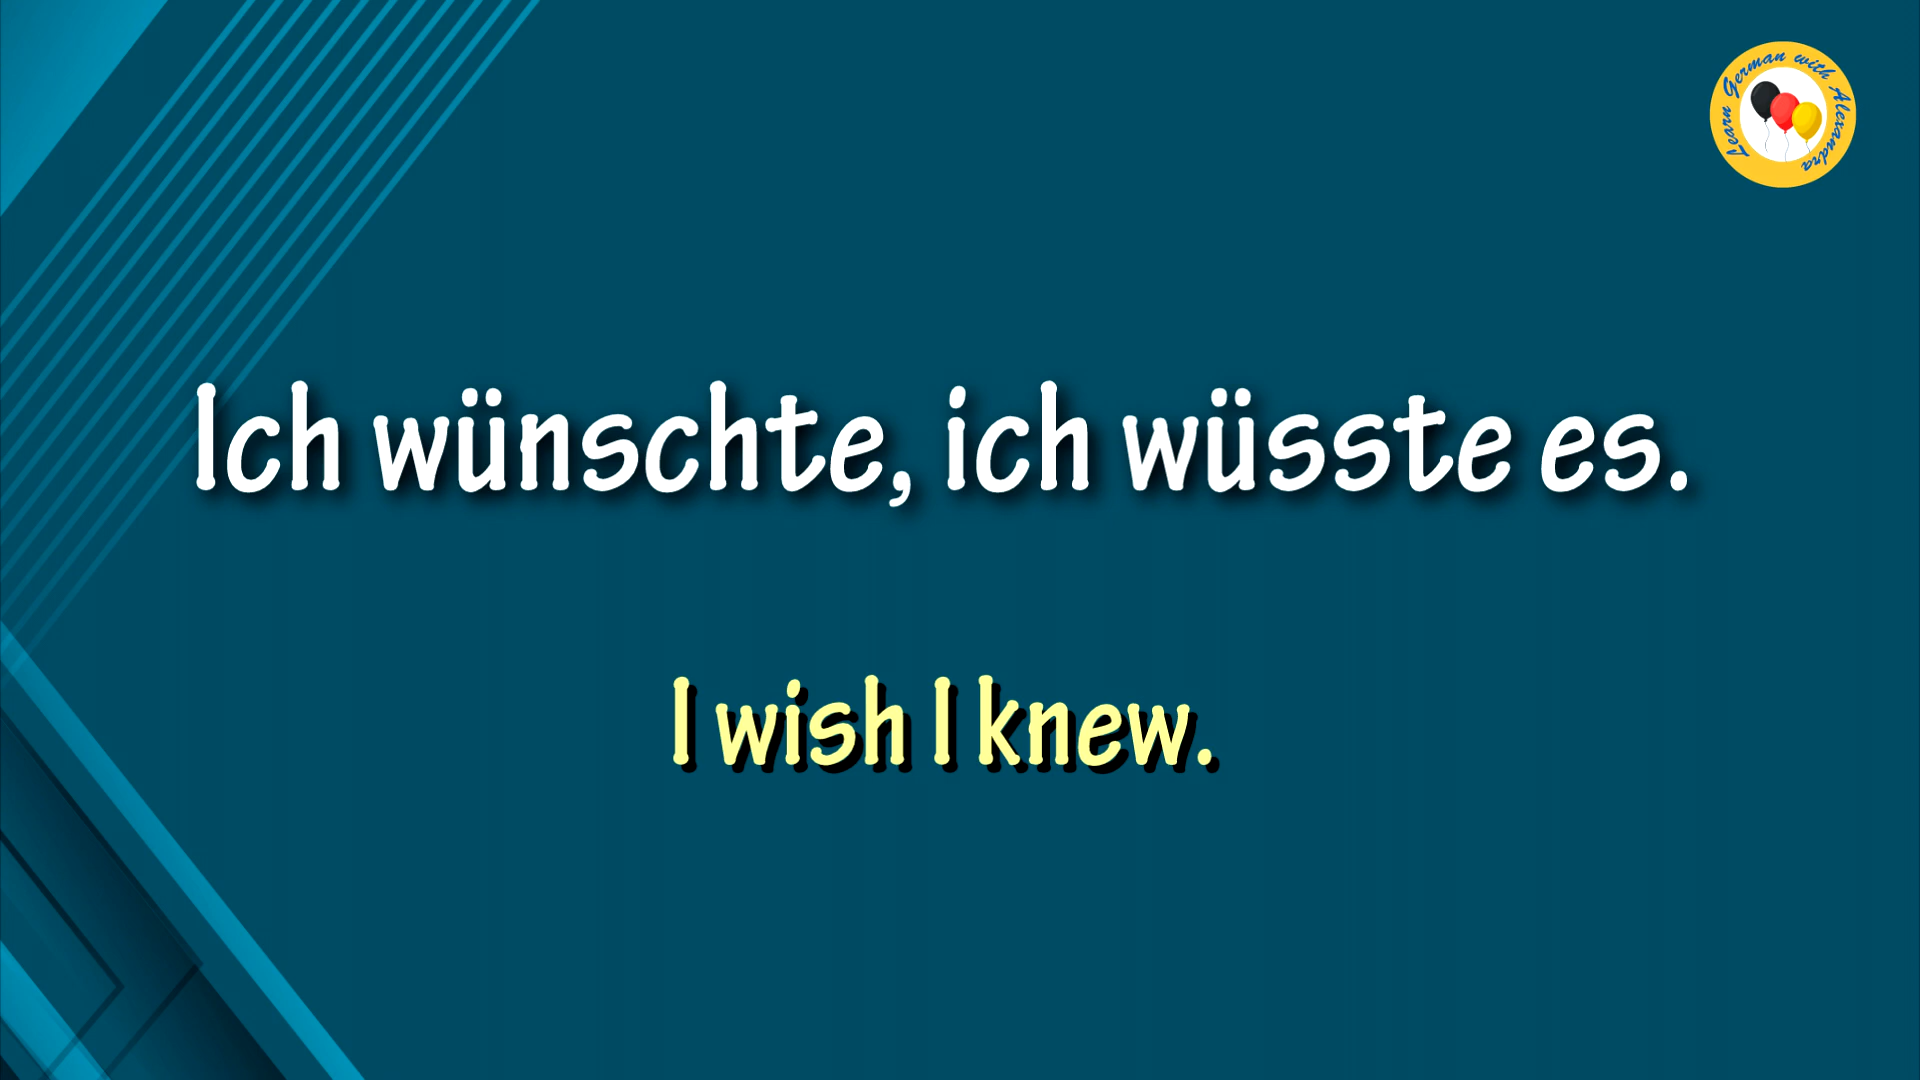 Learn German with Alexandra
Ich wünschte, ich wüsste es.
I wish I knew.